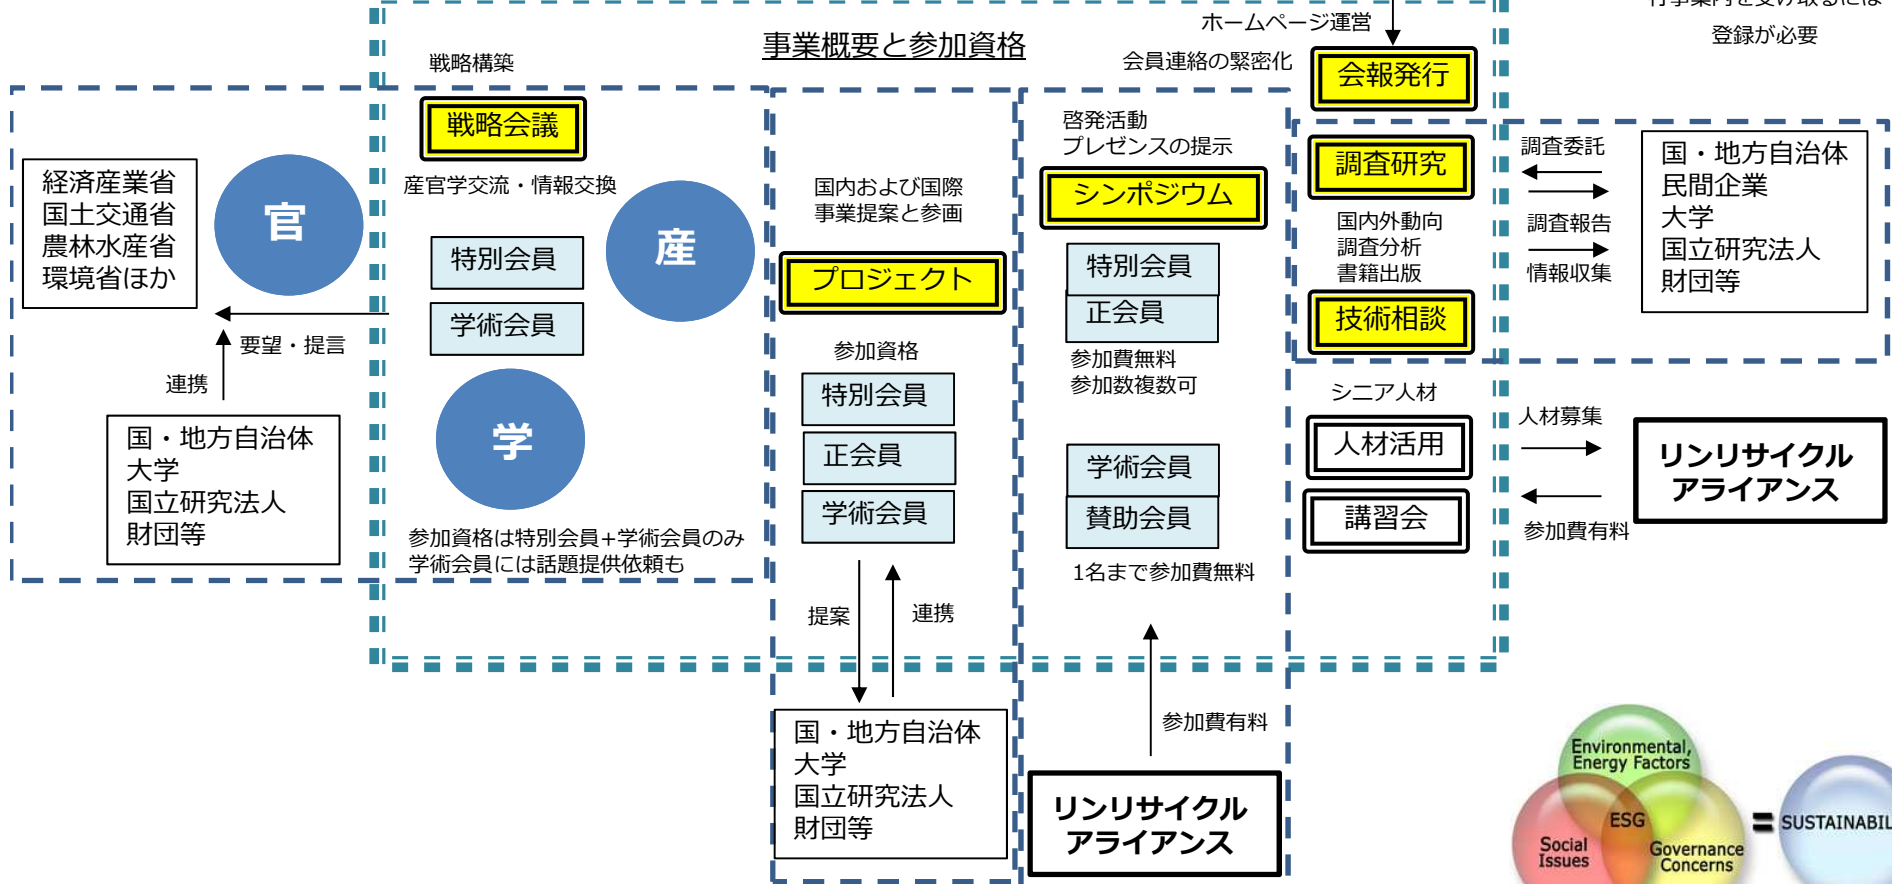 ホームページ運営
登録が必要
事業概要と参加資格
会員連絡の緊密化
会報発行
戦略構築
戦略会議
産官学交流・情報交換
経済産業省
国土交通省
農林水産省
環境省ほか
官
産
特別会員
学術会員
要望・提言
連携
国・地方自治体
大学
国立研究法人
財団等
学
参加資格は特別会員+学術会員のみ
学術会員には話題提供依頼も
国内および国際
事業提案と参画
プロジェクト
参加資格
特別会員
正会員
学術会員
提案
連携
国・地方自治体
大学
国立研究法人
財団等
啓発活動
プレゼンスの提示
シンポジウム
特別会員
正会員
参加費無料
参加数複数可
学術会員
賛助会員
1名まで参加費無料
参加費有料
リンリサイクル
アライアンス
調査研究
国内外動向
調査分析
書籍出版
技術相談
調査委託
調査報告
情報収集
国・地方自治体
民間企業
大学
国立研究法人
財団等
シニア人材
人材活用
講習会
人材募集
参加費有料
リンリサイクル
アライアンス
Environmental,
Energy Factors
ESG
Social
Issues
Governance
Concerns
= SUSTAINABIL